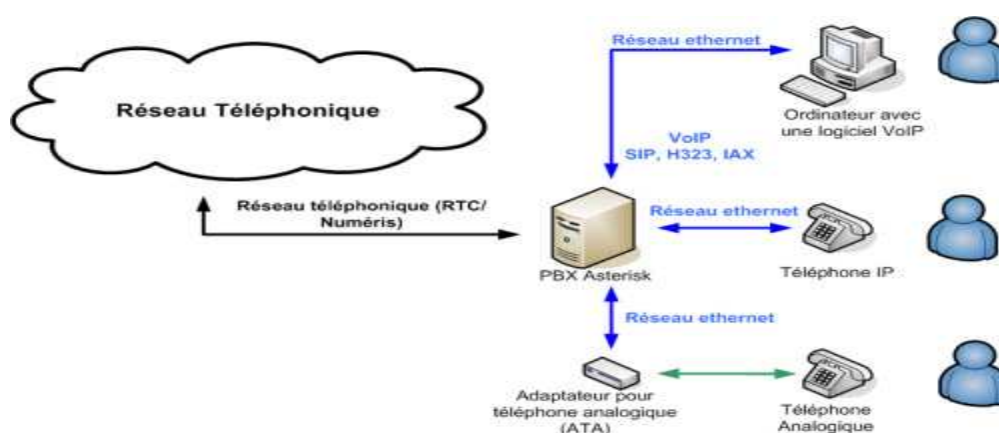 Réseau ethernet
Réseau Téléphonique
Ordinateur avec
une logiciel VoIP
VoIP
SIP, H323, IAX
Réseau téléphonique (RTC/
Numéris)
Réseau ethernet
PBX Asterisk
Téléphone IP
Réseau ethernet
Adaptateur pour
téléphone analogique
(ATA)
Téléphone
Analogique